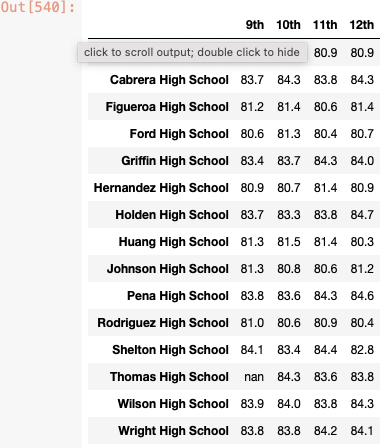 Out[540]:
9th 10th 11th 12th
click to scroll output; double click to hide 80.9 80.9
Cabrera High School 83.7 84.3 83.8 84.3
Figueroa High School 81.2 81.4 80.6 81.4
Ford High School 80.6 81.3 80.4 80.7
Griffin High School 83.4 83.7 84.3 84.0
Hernandez High School 80.9 80.7 81.4 80.9
Holden High School 83.7 83.3 83.8 84.7
Huang High School 81.3 81.5 81.4 80.3
Johnson High School 81.3 80.8 80.6 81.2
Pena High School 83.8 83.6 84.3 84.6
Rodriguez High School 81.0 80.6 80.9 80.4
Shelton High School 84.1 83.4 84.4 82.8
Thomas High School nan 84.3 83.6 83.8
Wilson High School 83.9 84.0 83.8 84.3
Wright High School 83.8 83.8 84.2 84.1